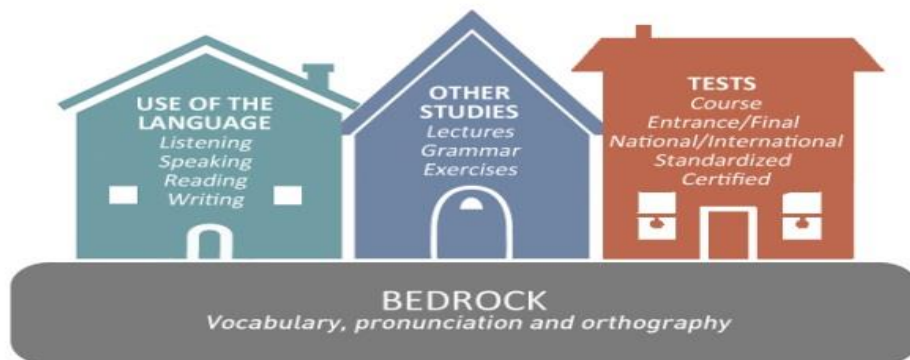 USE OF THE
LANGUAGE
Listening
Speaking
Reading
Writing
OTHER
STUDIES
Lectures
Grammar
Exercises
TESTS
Course
Entrance/Final
National/International
Standardized
Certified
BEDROCK
Vocabulary, pronunciation and orthography